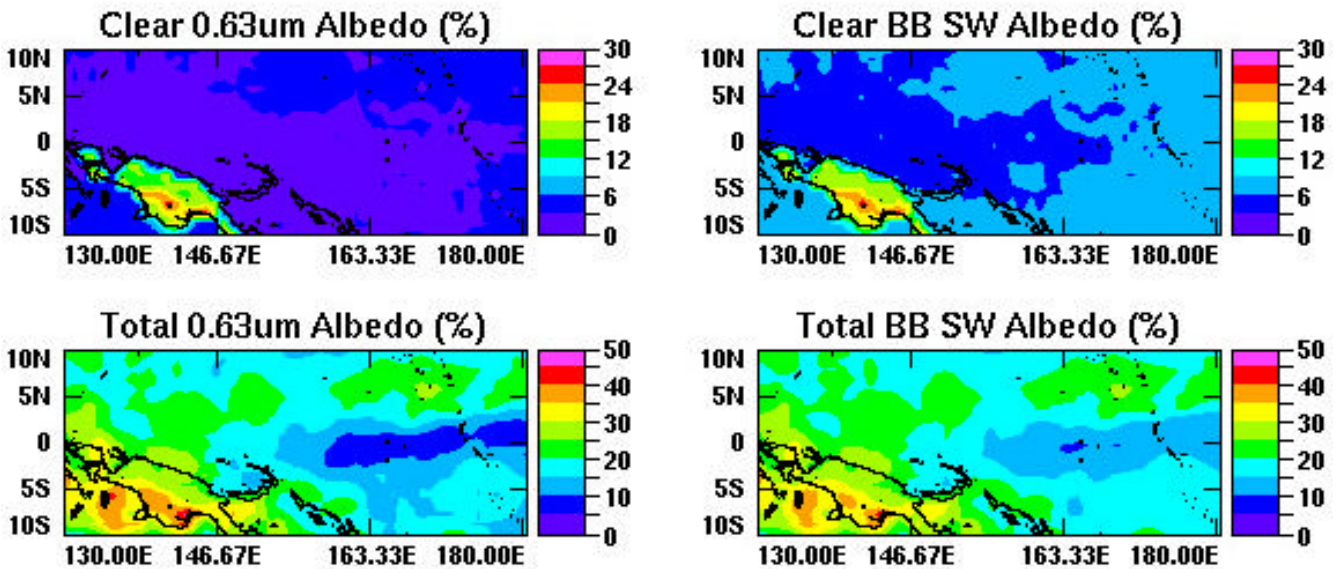 Clear 0.63um Albedo (%)
10N
5N
0
5S
10S
130.00E 146.67E 163.33E 180.00E
30
24
18
12
6
0
Clear BB SW Albedo (%)
10N
5N
0
5S
10S
130.00E 146.67E 163.33E 180.00E
30
24
18
12
6
0
Total 0.63um Albedo (%)
10N
5N
0
5S
10S
130.00E 146.67E 163.33E 180.00E
50
40
30
20
10
0
Total BB SW Albedo (%)
10N
5N
0
5S
10S
130.00E 146.67E 163.33E 180.00E
50
40
30
20
10
0